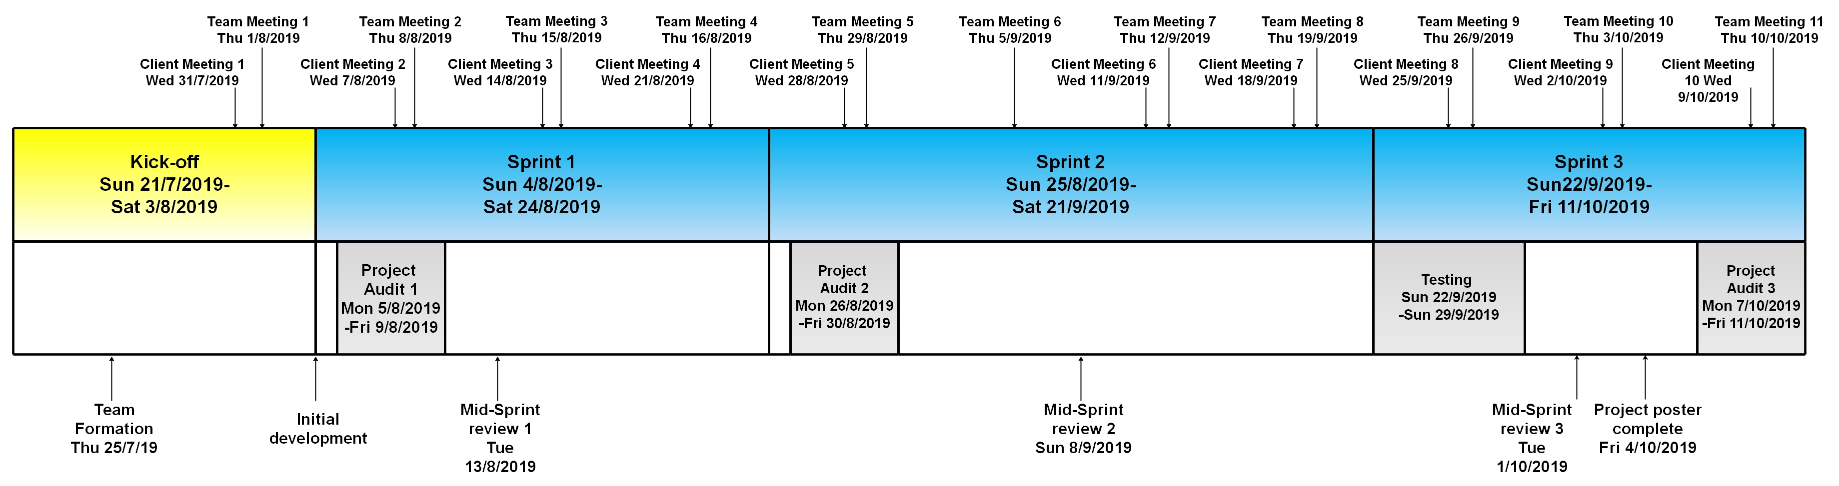 Team Meeting 1
Thu 1/8/2019
Team Meeting 2
Thu 8/8/2019
Team Meeting 3
Thu 15/8/2019
Team Meeting 4
Thu 16/8/2019
Team Meeting 5
Thu 29/8/2019
Team Meeting 6
Thu 5/9/2019
Team Meeting 7
Thu 12/9/2019
Team Meeting 8
Thu 19/9/2019
Team Meeting 9
Thu 26/9/2019
Team Meeting 10
Thu 3/10/2019
Team Meeting 11
Thu 10/10/2019
Client Meeting 1
Wed 31/7/2019
Client Meeting 2
Wed 7/8/2019
Client Meeting 3
Wed 14/8/2019
Client Meeting 4
Wed 21/8/2019
Client Meeting 5
Wed 28/8/2019
Client Meeting 6
Wed 11/9/2019
Client Meeting 7
Wed 18/9/2019
Client Meeting 8
Wed 25/9/2019
Client Meeting 9
Wed 2/10/2019
Client Meeting
10 Wed
9/10/2019
Kick-off
Sun 21/7/2019-
Sat 3/8/2019
Sprint 1
Sun 4/8/2019-
Sat 24/8/2019
Sprint 2
Sun 25/8/2019-
Sat 21/9/2019
Sprint 3
Sun22/9/2019-
Fri 11/10/2019
Project
Audit 1
Mon 5/8/2019
-Fri 9/8/2019
Project
Audit 2
Mon 26/8/2019
-Fri 30/8/2019
Testing
Sun 22/9/2019
-Sun 29/9/2019
Project
Audit 3
Mon 7/10/2019
-Fri 11/10/2019
Team
Formation
Thu 25/7/19
Initial
development
Mid-Sprint
review 1
Tue
13/8/2019
Mid-Sprint
review 2
Sun 8/9/2019
Mid-Sprint
review 3
Tue
1/10/2019
Project poster
complete
Fri 4/10/2019